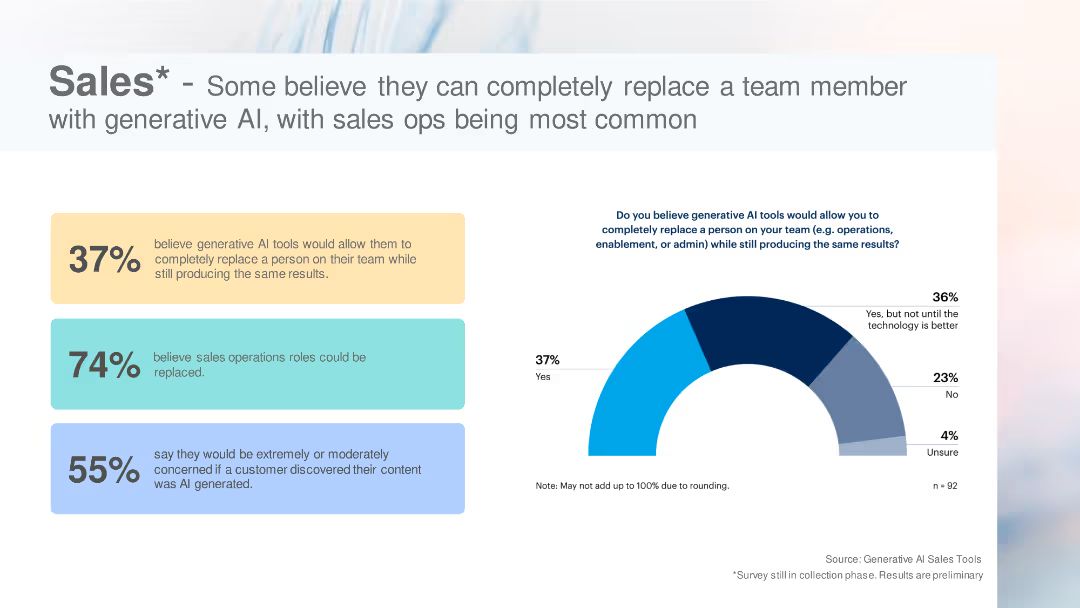 Sales* - Some believe they can completely replace a team member
with generative AI, with sales ops being most common
37%
believe generative AI tools would allow them to
completely replace a person on their team while
still producing the same results.
74%
believe sales operations roles could be
replaced.
55%
say they would be extremely or moderately
concerned if a customer discovered their content
was AI generated.
Do you believe generative AI tools would allow you to
completely replace a person on your team (e.g. operations,
enablement, or admin) while still producing the same results?
36%
Yes, but not until the
technology is better
37%
Yes
23%
No
4%
Unsure
Note: May not add up to 100% due to rounding.
n = 92
Source: Generative AI Sales Tools
*Survey still in collection phase. Results are preliminary